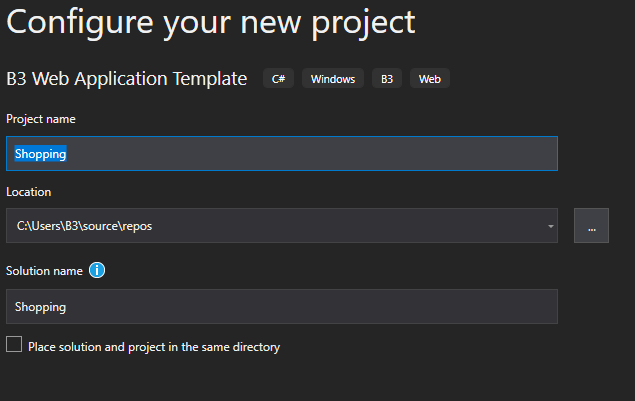 Configure your new project
B3 Web Application Template C# Windows B3 Web
Project name
Shopping
Location
C:\Users\B3\source\repos
...
Solution name i
Shopping
Place solution and project in the same directory